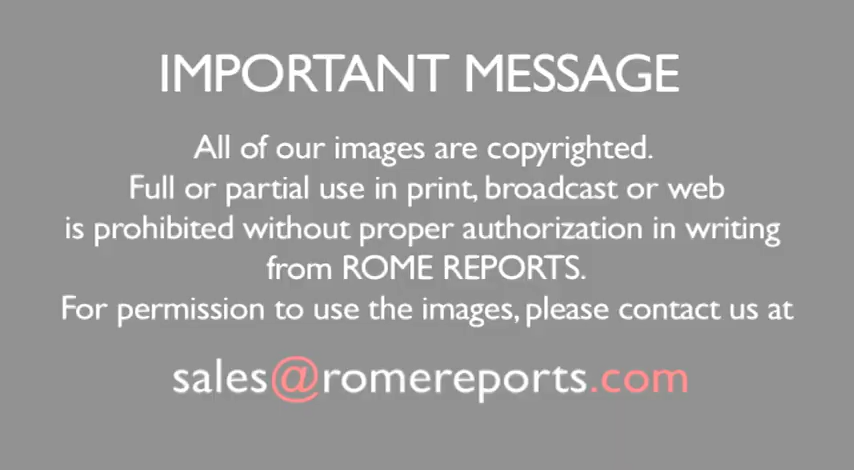 IMPORTANT MESSAGE
All of our images are copyrighted.
Full or partial use in print, broadcast or web
is prohibited without proper authorization in writing
from ROME REPORTS.
For permission to use the images, please contact us at
sales@romereports.com